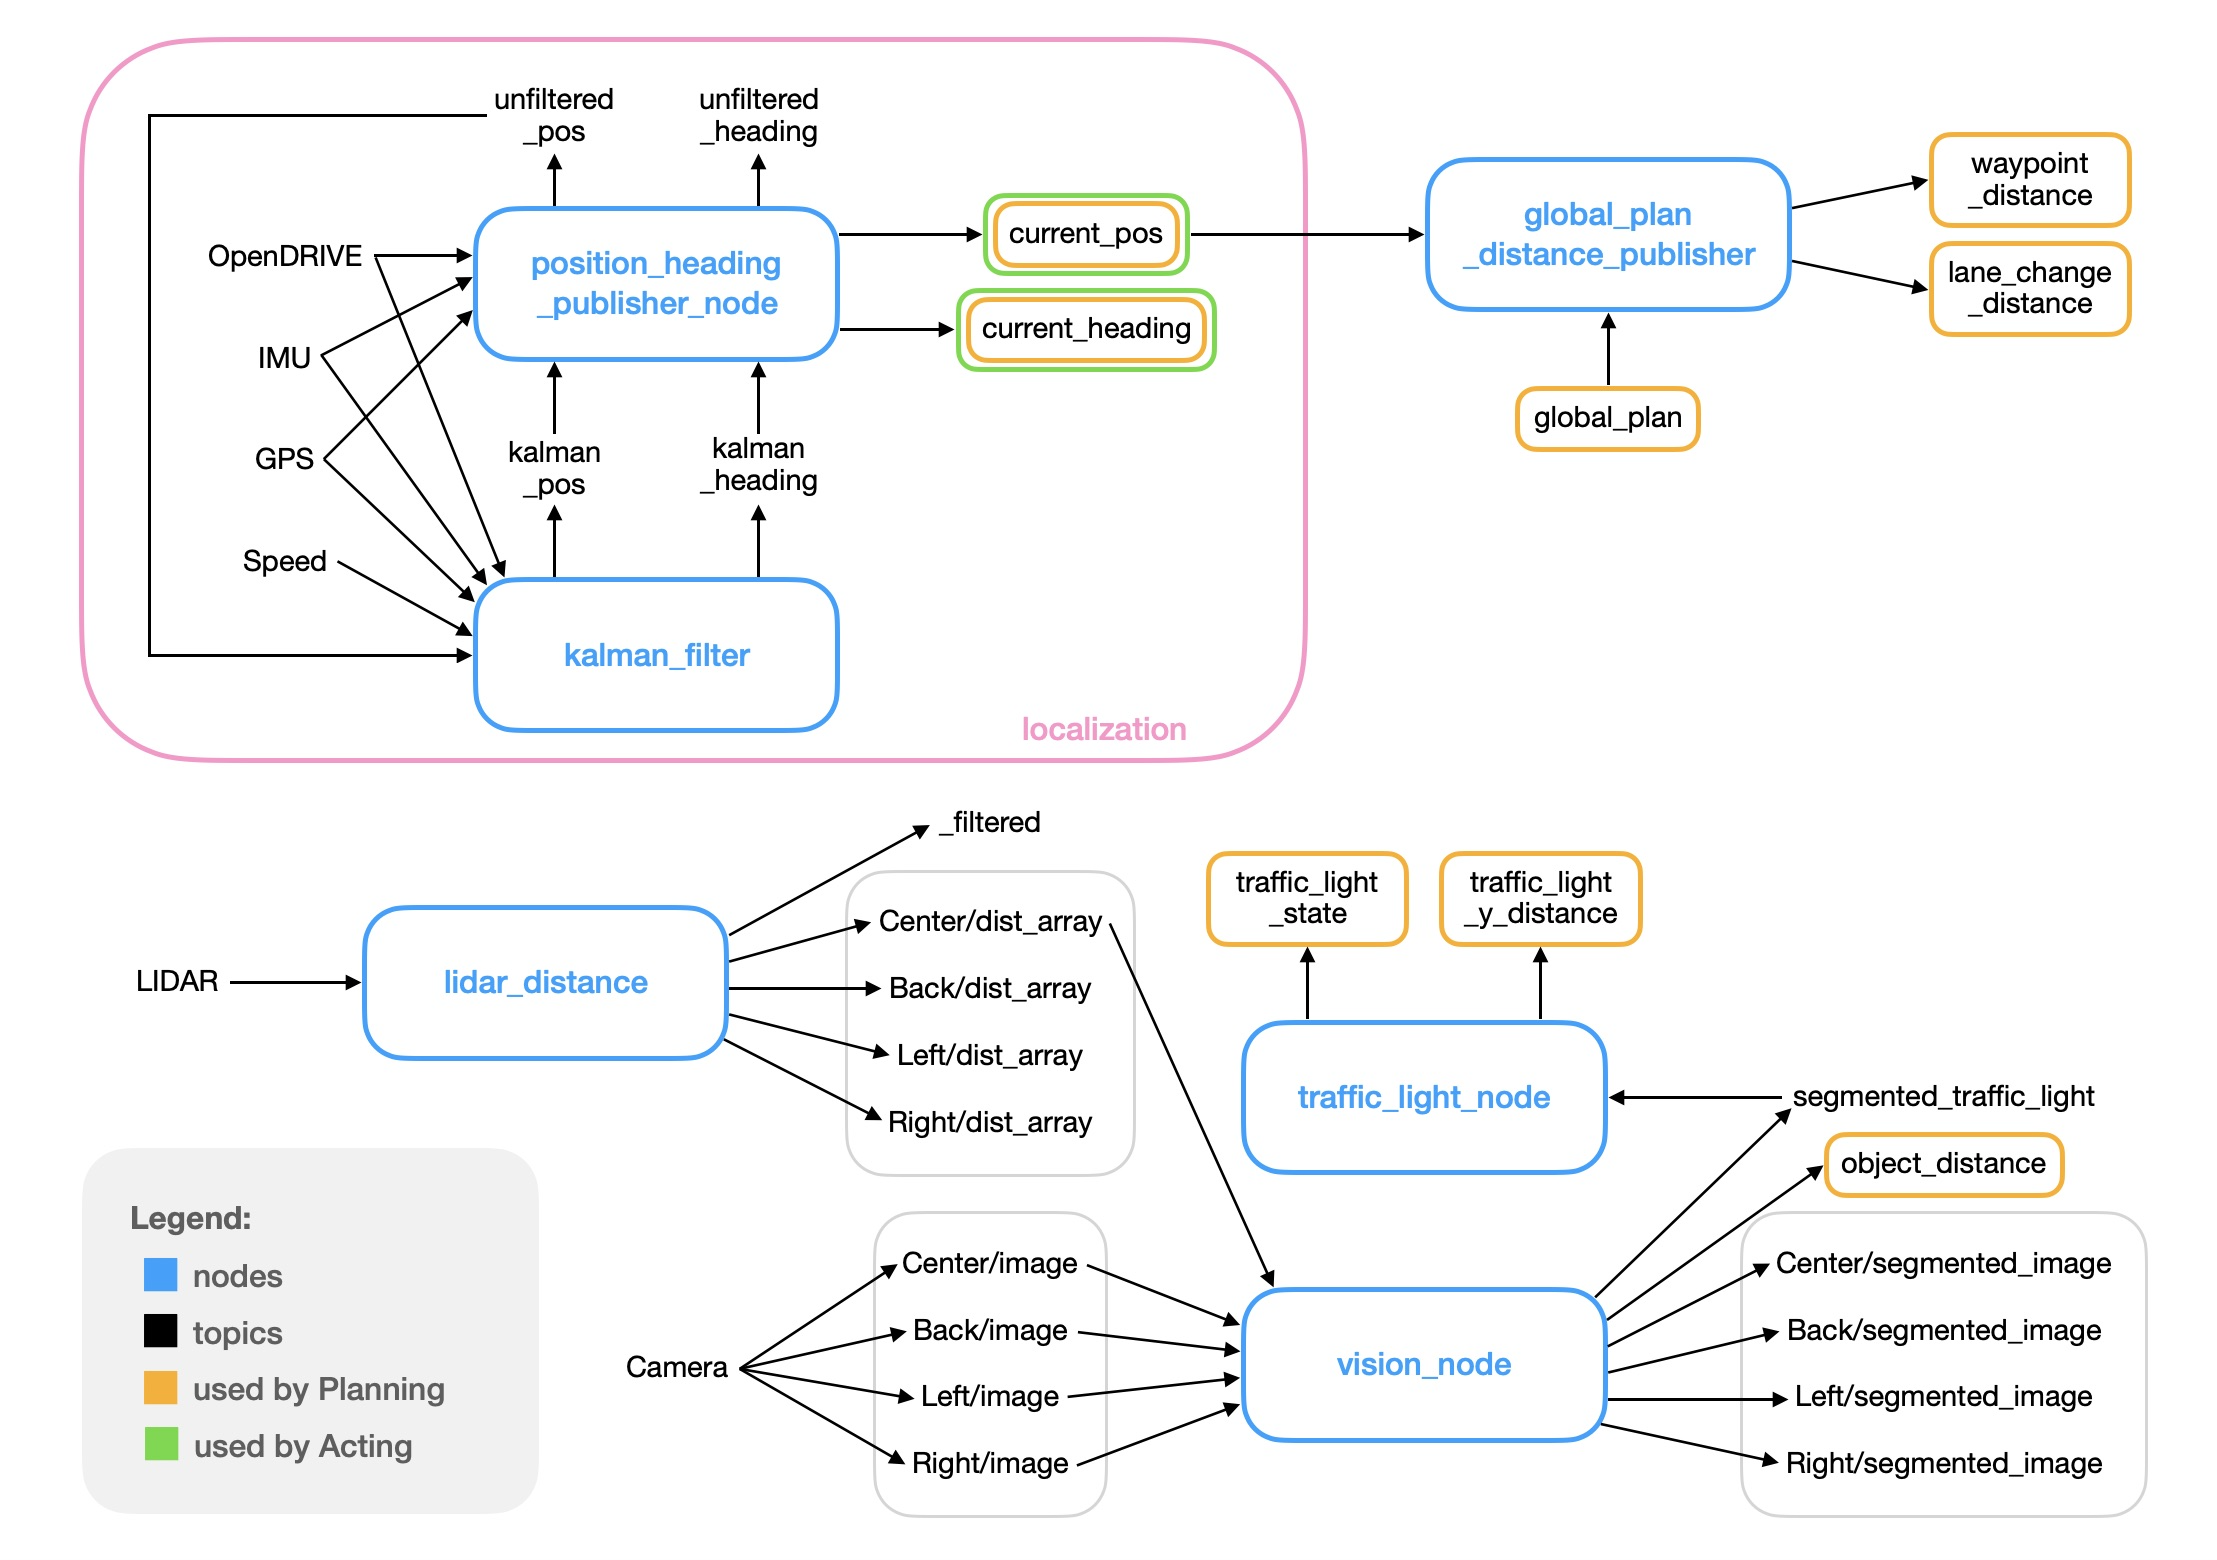 unfiltered
_pos
unfiltered
_heading
OpenDRIVE
IMU
GPS
Speed
position_heading
_publisher_node
current_pos
current_heading
kalman
_pos
kalman
_heading
kalman_filter
localization
global_plan
_distance_publisher
waypoint
_distance
lane_change
_distance
global_plan
LIDAR
lidar_distance
_filtered
Center/dist_array
Back/dist_array
Left/dist_array
Right/dist_array
traffic_light
_state
traffic_light
_y_distance
traffic_light_node
segmented_traffic_light
object_distance
Camera
Center/image
Back/image
Left/image
Right/image
vision_node
Center/segmented_image
Back/segmented_image
Left/segmented_image
Right/segmented_image
Legend:
nodes
topics
used by Planning
used by Acting